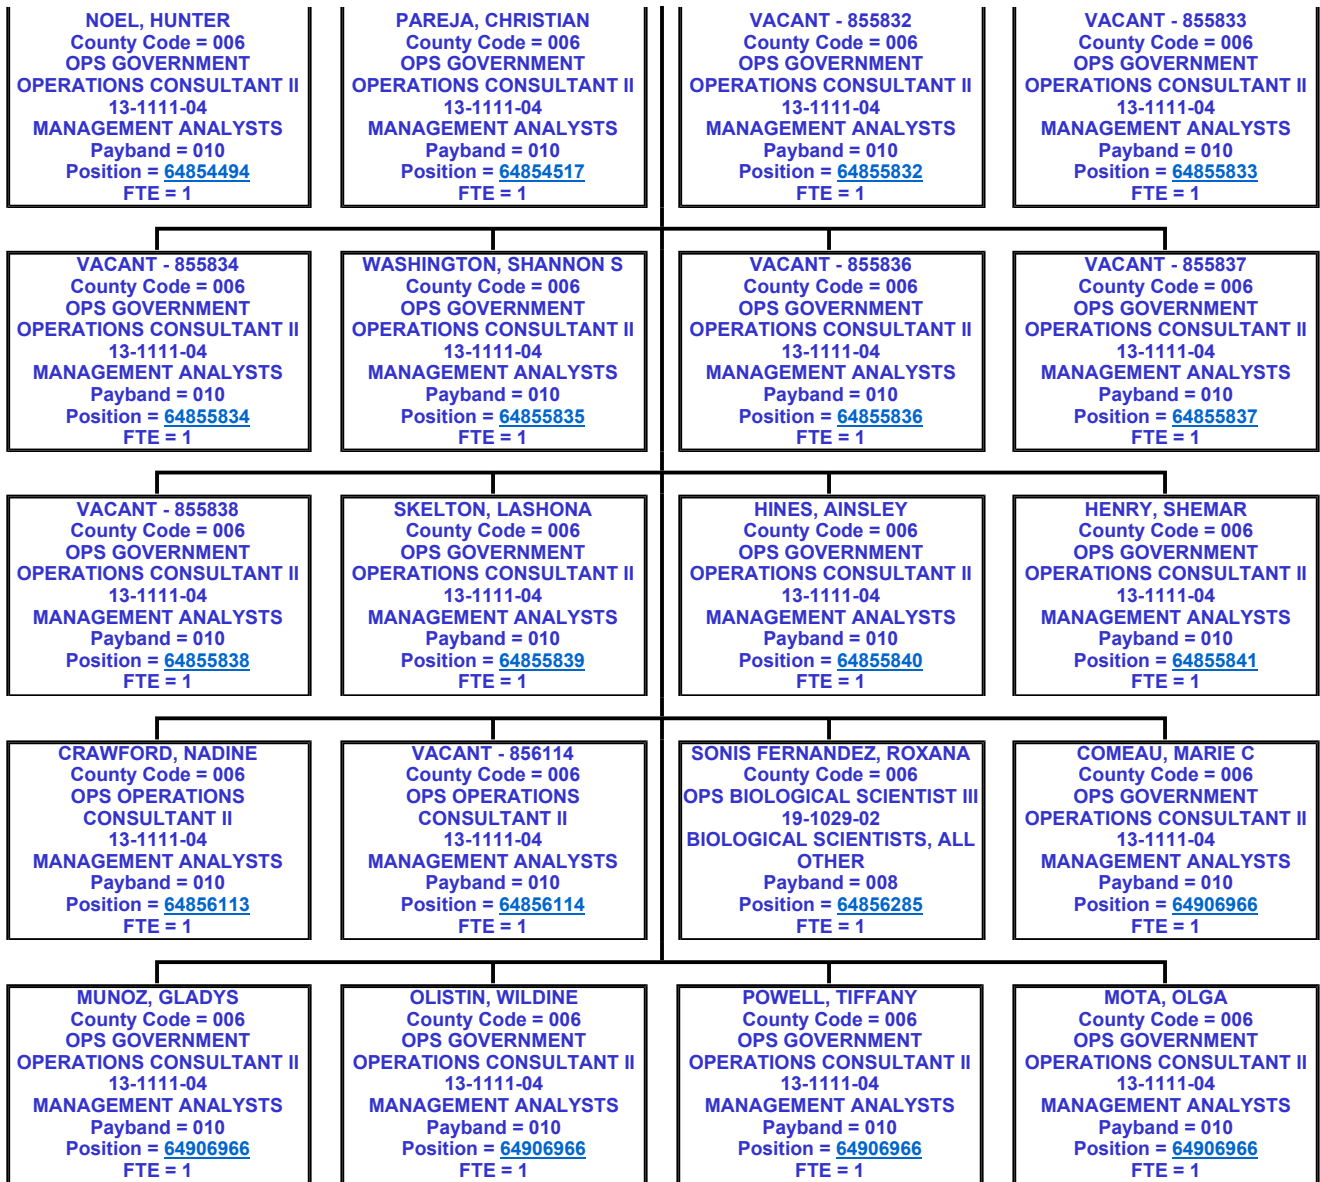 NOEL, HUNTER
County Code = 006
OPS GOVERNMENT
OPERATIONS CONSULTANT II
13-1111-04
MANAGEMENT ANALYSTS
Payband = 010
Position = 64854494
FTE = 1
PAREJA, CHRISTIAN
County Code = 006
OPS GOVERNMENT
OPERATIONS CONSULTANT II
13-1111-04
MANAGEMENT ANALYSTS
Payband = 010
Position = 64854517
FTE = 1
VACANT - 855832
County Code = 006
OPS GOVERNMENT
OPERATIONS CONSULTANT II
13-1111-04
MANAGEMENT ANALYSTS
Payband = 010
Position = 64855832
FTE = 1
VACANT - 855833
County Code = 006
OPS GOVERNMENT
OPERATIONS CONSULTANT II
13-1111-04
MANAGEMENT ANALYSTS
Payband = 010
Position = 64855833
FTE = 1
VACANT - 855834
County Code = 006
OPS GOVERNMENT
OPERATIONS CONSULTANT II
13-1111-04
MANAGEMENT ANALYSTS
Payband = 010
Position = 64855834
FTE = 1
WASHINGTON, SHANNON S
County Code = 006
OPS GOVERNMENT
OPERATIONS CONSULTANT II
13-1111-04
MANAGEMENT ANALYSTS
Payband = 010
Position = 64855835
FTE = 1
VACANT - 855836
County Code = 006
OPS GOVERNMENT
OPERATIONS CONSULTANT II
13-1111-04
MANAGEMENT ANALYSTS
Payband = 010
Position = 64855836
FTE = 1
VACANT - 855837
County Code = 006
OPS GOVERNMENT
OPERATIONS CONSULTANT II
13-1111-04
MANAGEMENT ANALYSTS
Payband = 010
Position = 64855837
FTE = 1
VACANT - 855838
County Code = 006
OPS GOVERNMENT
OPERATIONS CONSULTANT II
13-1111-04
MANAGEMENT ANALYSTS
Payband = 010
Position = 64855838
FTE = 1
SKELTON, LASHONA
County Code = 006
OPS GOVERNMENT
OPERATIONS CONSULTANT II
13-1111-04
MANAGEMENT ANALYSTS
Payband = 010
Position = 64855839
FTE = 1
HINES, AINSLEY
County Code = 006
OPS GOVERNMENT
OPERATIONS CONSULTANT II
13-1111-04
MANAGEMENT ANALYSTS
Payband = 010
Position = 64855840
FTE = 1
HENRY, SHEMAR
County Code = 006
OPS GOVERNMENT
OPERATIONS CONSULTANT II
13-1111-04
MANAGEMENT ANALYSTS
Payband = 010
Position = 64855841
FTE = 1
CRAWFORD, NADINE
County Code = 006
OPS OPERATIONS
CONSULTANT II
13-1111-04
MANAGEMENT ANALYSTS
Payband = 010
Position = 64856113
FTE = 1
VACANT - 856114
County Code = 006
OPS OPERATIONS
CONSULTANT II
13-1111-04
MANAGEMENT ANALYSTS
Payband = 010
Position = 64856114
FTE = 1
SONIS FERNANDEZ, ROXANA
County Code = 006
OPS BIOLOGICAL SCIENTIST III
19-1029-02
BIOLOGICAL SCIENTISTS, ALL
OTHER
Payband = 008
Position = 64856285
FTE = 1
COMEAU, MARIE C
County Code = 006
OPS GOVERNMENT
OPERATIONS CONSULTANT II
13-1111-04
MANAGEMENT ANALYSTS
Payband = 010
Position = 64906966
FTE = 1
MUNOZ, GLADYS
County Code = 006
OPS GOVERNMENT
OPERATIONS CONSULTANT II
13-1111-04
MANAGEMENT ANALYSTS
Payband = 010
Position = 64906966
FTE = 1
OLISTIN, WILDINE
County Code = 006
OPS GOVERNMENT
OPERATIONS CONSULTANT II
13-1111-04
MANAGEMENT ANALYSTS
Payband = 010
Position = 64906966
FTE = 1
POWELL, TIFFANY
County Code = 006
OPS GOVERNMENT
OPERATIONS CONSULTANT II
13-1111-04
MANAGEMENT ANALYSTS
Payband = 010
Position = 64906966
FTE = 1
MOTA, OLGA
County Code = 006
OPS GOVERNMENT
OPERATIONS CONSULTANT II
13-1111-04
MANAGEMENT ANALYSTS
Payband = 010
Position = 64906966
FTE = 1